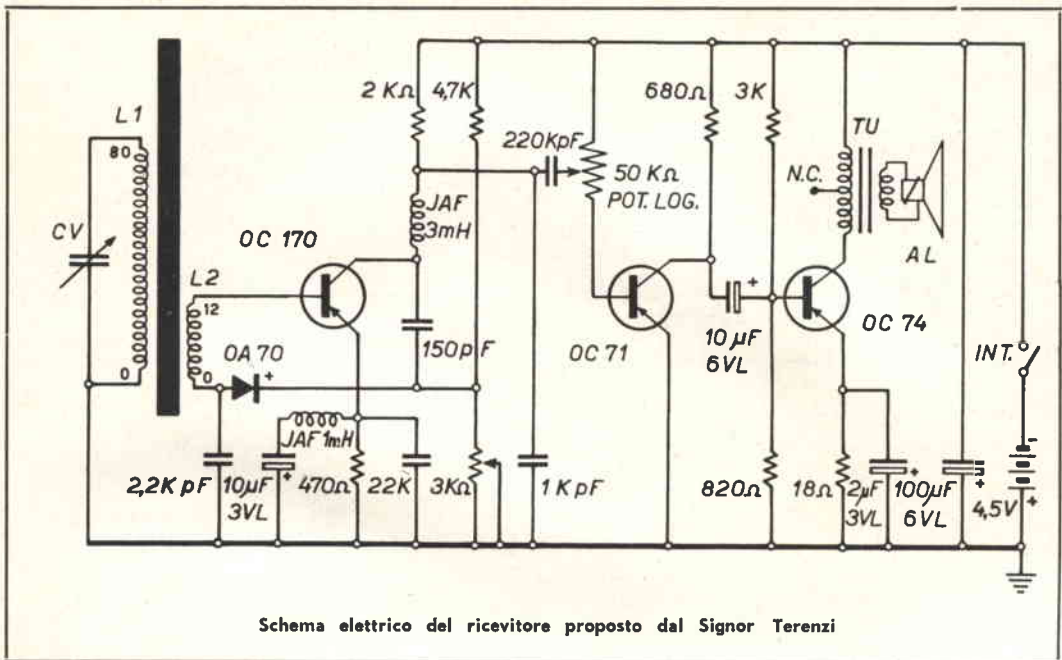 2 KΩ
4,7K
680Ω
3K
L1
80
0
CV
L2
12
0
OC 170
JAF
3mH
220KpF
50 KΩ
POT. LOG.
TU
N.C.
AL
OA70
+
150pF
OC 71
10 μF
6VL
+
OC 74
INT.
JAF 1mH
2,2K pF
10μF
3VL
+
470Ω
22K
3KΩ
1 KpF
820Ω
18Ω
2μF
3VL
+
100μF
6VL
+
4,5V
-
+
Schema elettrico del ricevitore proposto dal Signor Terenzi